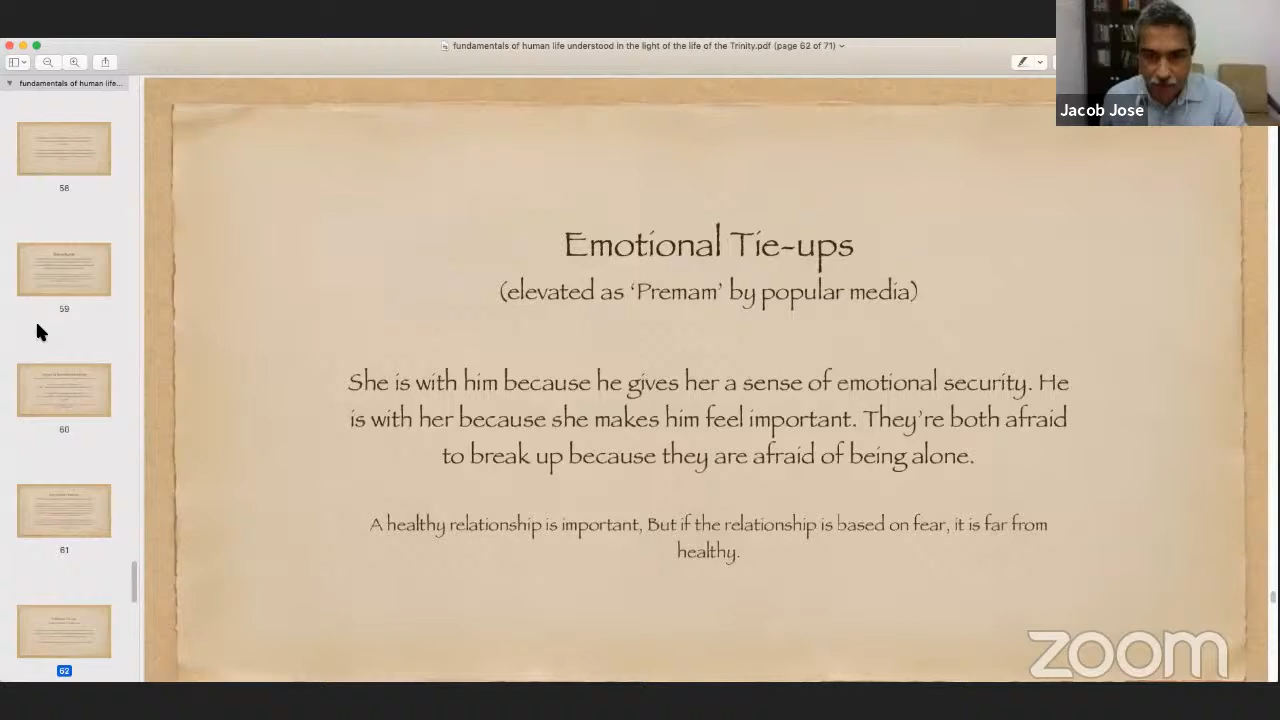 fundamentals of human life understood in the light of the life of the Trinity.pdf (page 62 of 71)
fundamentals of human life...
Jacob Jose
58
59
60
61
62
Emotional Tie-ups
(elevated as ‘Premam’ by popular media)
She is with him because he gives her a sense of emotional security. He
is with her because she makes him feel important. They’re both afraid
to break up because they are afraid of being alone.
A healthy relationship is important, But if the relationship is based on fear, it is far from
healthy.
zoom